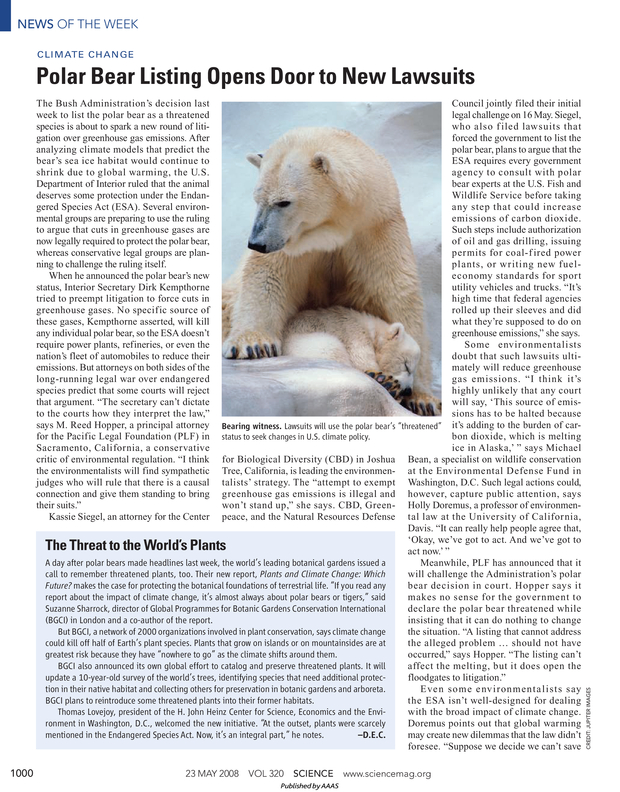 NEWS OF THE WEEK
CLIMATE CHANGE
Polar Bear Listing Opens Door to New Lawsuits
The Bush Administration's decision last
week to list the polar bear as a threatened
species is about to spark a new round of liti-
gation over greenhouse gas emissions. After
analyzing climate models that predict the
bear's sea ice habitat would continue to
shrink due to global warming, the U.S.
Department of Interior ruled that the animal
deserves some protection under the Endan-
gered Species Act (ESA). Several environ-
mental groups are preparing to use the ruling
to argue that cuts in greenhouse gases are
now legally required to protect the polar bear,
whereas conservative legal groups are plan-
ning to challenge the ruling itself.
When he announced the polar bear's new
status, Interior Secretary Dirk Kempthorne
tried to preempt litigation to force cuts in
greenhouse gases. No specific source of
these gases, Kempthorne asserted, will kill
any individual polar bear, so the ESA doesn't
require power plants, refineries, or even the
nation's fleet of automobiles to reduce their
emissions. But attorneys on both sides of the
long-running legal war over endangered
species predict that some courts will reject
that argument. "The secretary can't dictate
to the courts how they interpret the law,"
says M. Reed Hopper, a principal attorney
for the Pacific Legal Foundation (PLF) in
Sacramento, California, a conservative
critic of environmental regulation. "I think
the environmentalists will find sympathetic
judges who will rule that there is a causal
connection and give them standing to bring
their suits."
Kassie Siegel, an attorney for the Center
Bearing witness. Lawsuits will use the polar bear's "threatened"
status to seek changes in U.S. climate policy.
for Biological Diversity (CBD) in Joshua
Tree, California, is leading the environmen-
talists' strategy. The "attempt to exempt
greenhouse gas emissions is illegal and
won't stand up," she says. CBD, Green-
peace, and the Natural Resources Defense
Council jointly filed their initial
legal challenge on 16 May. Siegel,
who also filed lawsuits that
forced the government to list the
polar bear, plans to argue that the
ESA requires every government
agency to consult with polar
bear experts at the U.S. Fish and
Wildlife Service before taking
any step that could increase
emissions of carbon dioxide.
Such steps include authorization
of oil and gas drilling, issuing
permits for coal-fired power
plants, or writing new fuel-
economy standards for sport
utility vehicles and trucks. "It's
high time that federal agencies
rolled up their sleeves and did
what they're supposed to do on
greenhouse emissions," she says.
Some environmentalists
doubt that such lawsuits ulti-
mately will reduce greenhouse
gas emissions. "I think it's
highly unlikely that any court
will say, 'This source of emis-
sions has to be halted because
it's adding to the burden of car-
bon dioxide, which is melting
ice in Alaska,' " says Michael
Bean, a specialist on wildlife conservation
at the Environmental Defense Fund in
Washington, D.C. Such legal actions could,
however, capture public attention, says
Holly Doremus, a professor of environmen-
tal law at the University of California,
Davis. "It can really help people agree that,
'Okay, we've got to act. And we've got to
act now.' "
Meanwhile, PLF has announced that it
will challenge the Administration's polar
bear decision in court. Hopper says it
makes no sense for the government to
declare the polar bear threatened while
insisting that it can do nothing to change
the situation. "A listing that cannot address
the alleged problem ... should not have
occurred," says Hopper. "The listing can't
affect the melting, but it does open the
floodgates to litigation."
Even some environmentalists say
the ESA isn't well-designed for dealing
with the broad impact of climate change.
Doremus points out that global warming
may create new dilemmas that the law didn't
foresee. "Suppose we decide we can't save
The Threat to the World's Plants
A day after polar bears made headlines last week, the world's leading botanical gardens issued a
call to remember threatened plants, too. Their new report, Plants and Climate Change: Which
Future? makes the case for protecting the botanical foundations of terrestrial life. "If you read any
report about the impact of climate change, it's almost always about polar bears or tigers," said
Suzanne Sharrock, director of Global Programmes for Botanic Gardens Conservation International
(BGCI) in London and a co-author of the report.
But BGCI, a network of 2000 organizations involved in plant conservation, says climate change
could kill off half of Earth's plant species. Plants that grow on islands or on mountainsides are at
greatest risk because they have "nowhere to go" as the climate shifts around them.
BGCI also announced its own global effort to catalog and preserve threatened plants. It will
update a 10-year-old survey of the world's trees, identifying species that need additional protec-
tion in their native habitat and collecting others for preservation in botanic gardens and arboreta.
BGCI plans to reintroduce some threatened plants into their former habitats.
Thomas Lovejoy, president of the H. John Heinz Center for Science, Economics and the Envi-
ronment in Washington, D.C., welcomed the new initiative. "At the outset, plants were scarcely
mentioned in the Endangered Species Act. Now, it's an integral part," he notes. –D.E.C.
CREDIT: JUPITER IMAGES
1000 23 MAY 2008 VOL 320 SCIENCE www.sciencemag.org
Published by AAAS